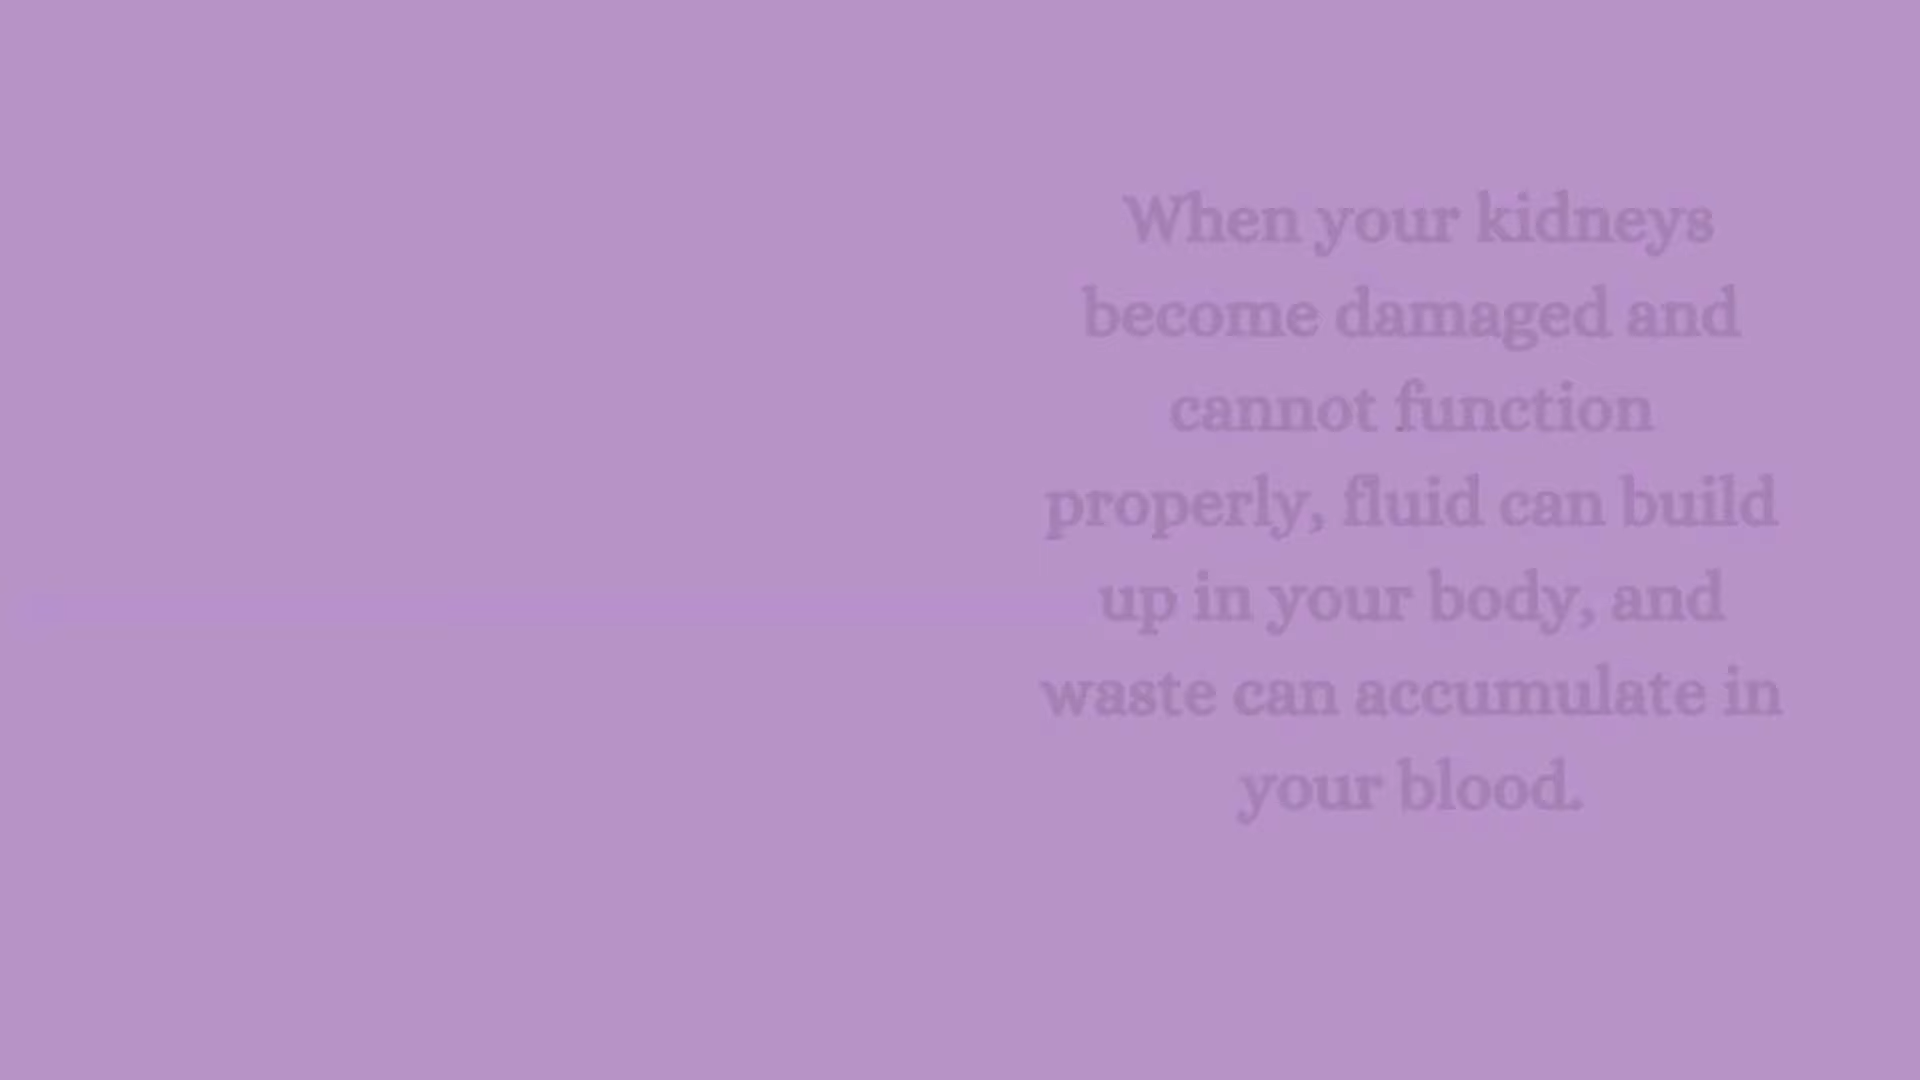 When your kidneys
become damaged and
cannot function
properly, fluid can build
up in your body, and
waste can accumulate in
your blood.